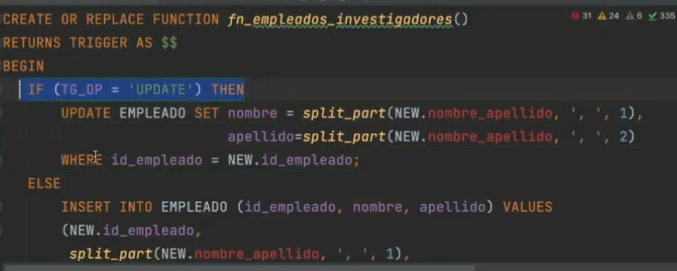 CREATE OR REPLACE FUNCTION fn_empleados_investigadores()
31 24 6 335
RETURNS TRIGGER AS $$
BEGIN
IF (TG_OP = 'UPDATE') THEN
UPDATE EMPLEADO SET nombre = split_part(NEW.nombre_apellido, ', ', 1),
apellido=split_part(NEW.nombre_apellido, ', ', 2)
WHERE id_empleado = NEW.id_empleado;
ELSE
INSERT INTO EMPLEADO (id_empleado, nombre, apellido) VALUES
(NEW.id_empleado,
split_part(NEW.nombre_apellido, ', ', 1),